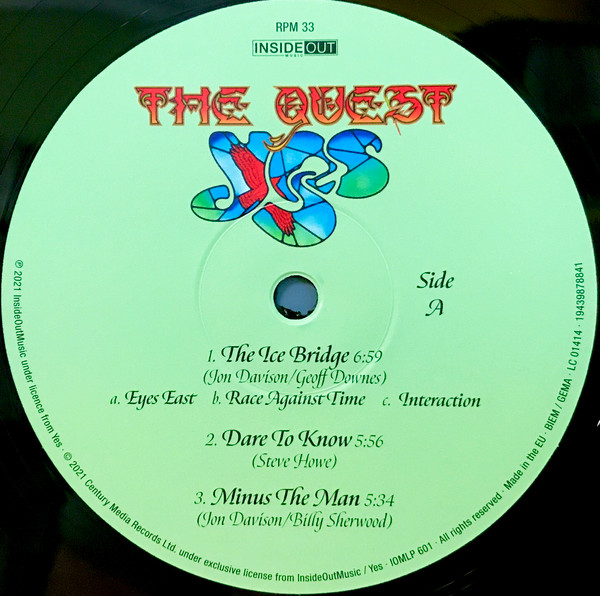 RPM 33
INSIDEOUT
MUSIC
THE QUEST
YES
Side
A
1. The Ice Bridge 6:59
(Jon Davison/Geoff Downes)
a. Eyes East b. Race Against Time c. Interaction
2. Dare To Know 5:56
(Steve Howe)
3. Minus The Man 5:34
(Jon Davison/Billy Sherwood)
℗ 2021 InsideOutMusic under licence from Yes · © 2021 Century Media Records Ltd. under exclusive license from InsideOutMusic / Yes · IOMLP 601 · All rights reserved · Made in the EU · BIEM / GEMA · LC 01414 · 19439878841